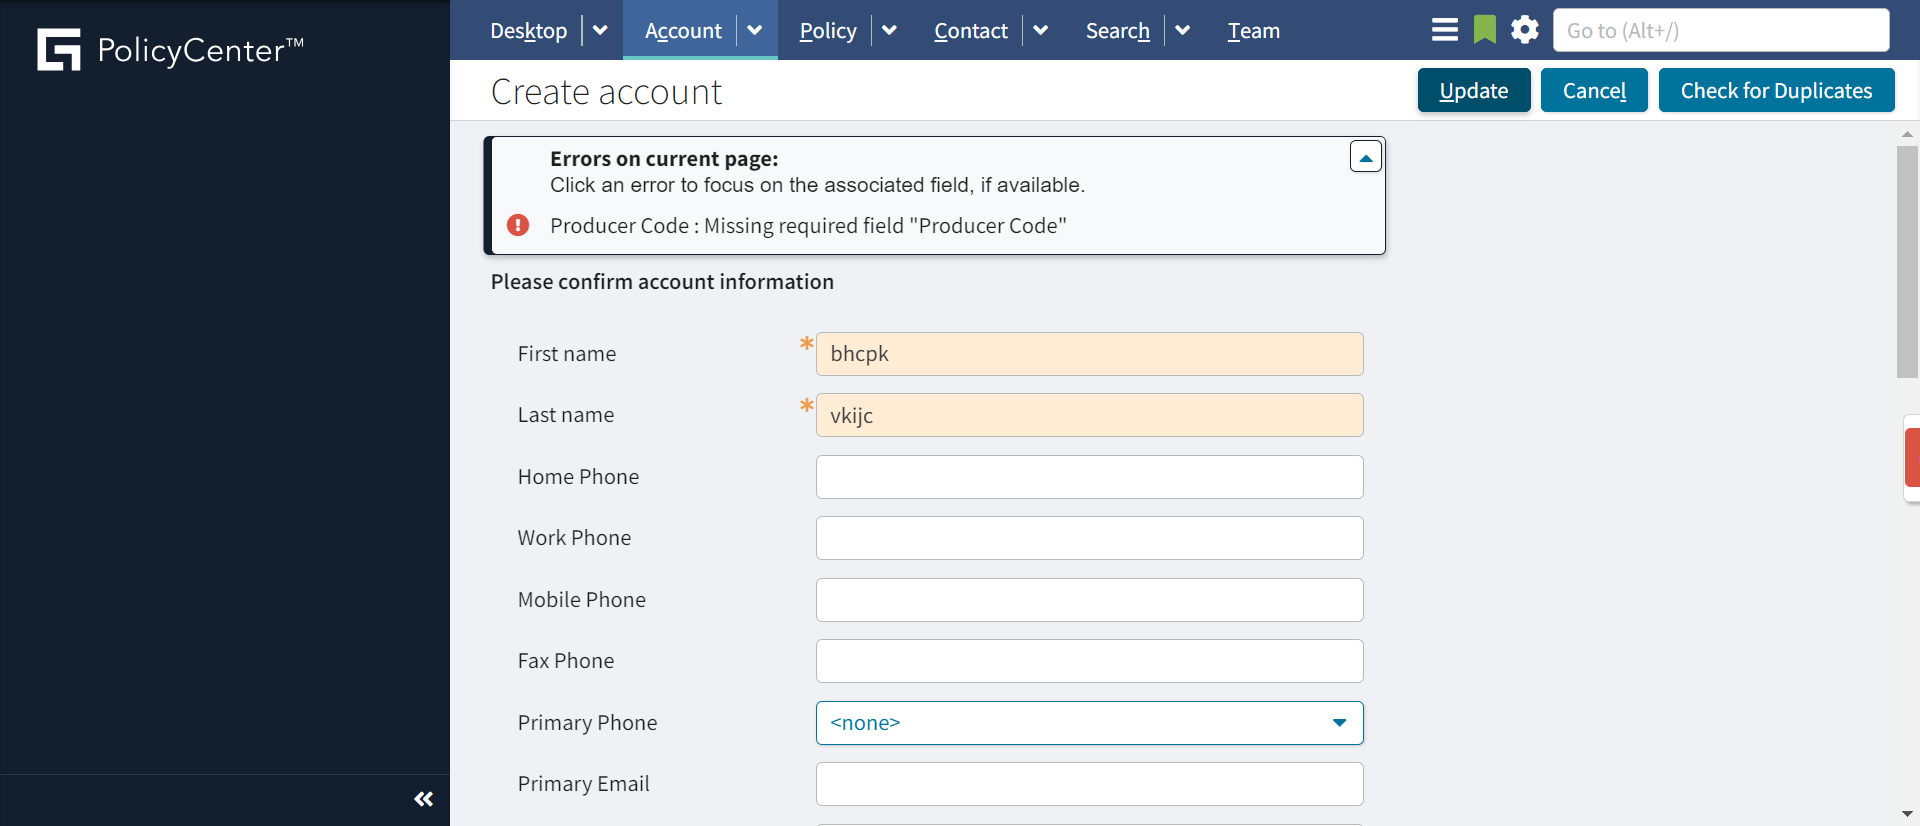 PolicyCenter™
Desktop
Account
Policy
Contact
Search
Team
Go to (Alt+/)
Create account
Update
Cancel
Check for Duplicates
Errors on current page:
Click an error to focus on the associated field, if available.
Producer Code : Missing required field "Producer Code"
Please confirm account information
First name * bhcpk
Last name * vkijc
Home Phone
Work Phone
Mobile Phone
Fax Phone
Primary Phone <none>
Primary Email